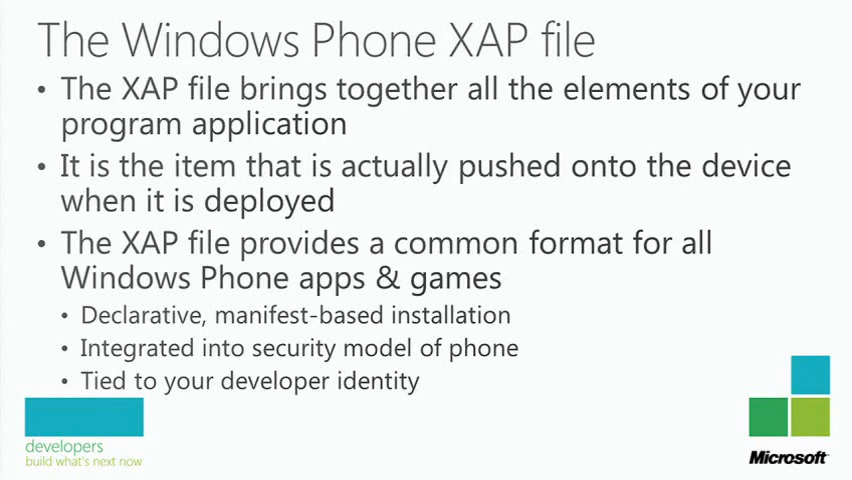 The Windows Phone XAP file
• The XAP file brings together all the elements of your
program application
• It is the item that is actually pushed onto the device
when it is deployed
• The XAP file provides a common format for all
Windows Phone apps & games
• Declarative, manifest-based installation
• Integrated into security model of phone
• Tied to your developer identity
developers
build what's next now
Microsoft